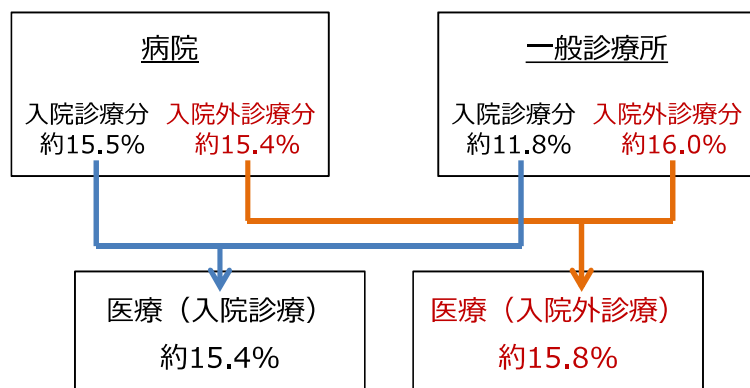 病院
入院診療分
約15.5%
入院外診療分
約15.4%
一般診療所
入院診療分
約11.8%
入院外診療分
約16.0%
医療（入院診療）
約15.4%
医療（入院外診療）
約15.8%